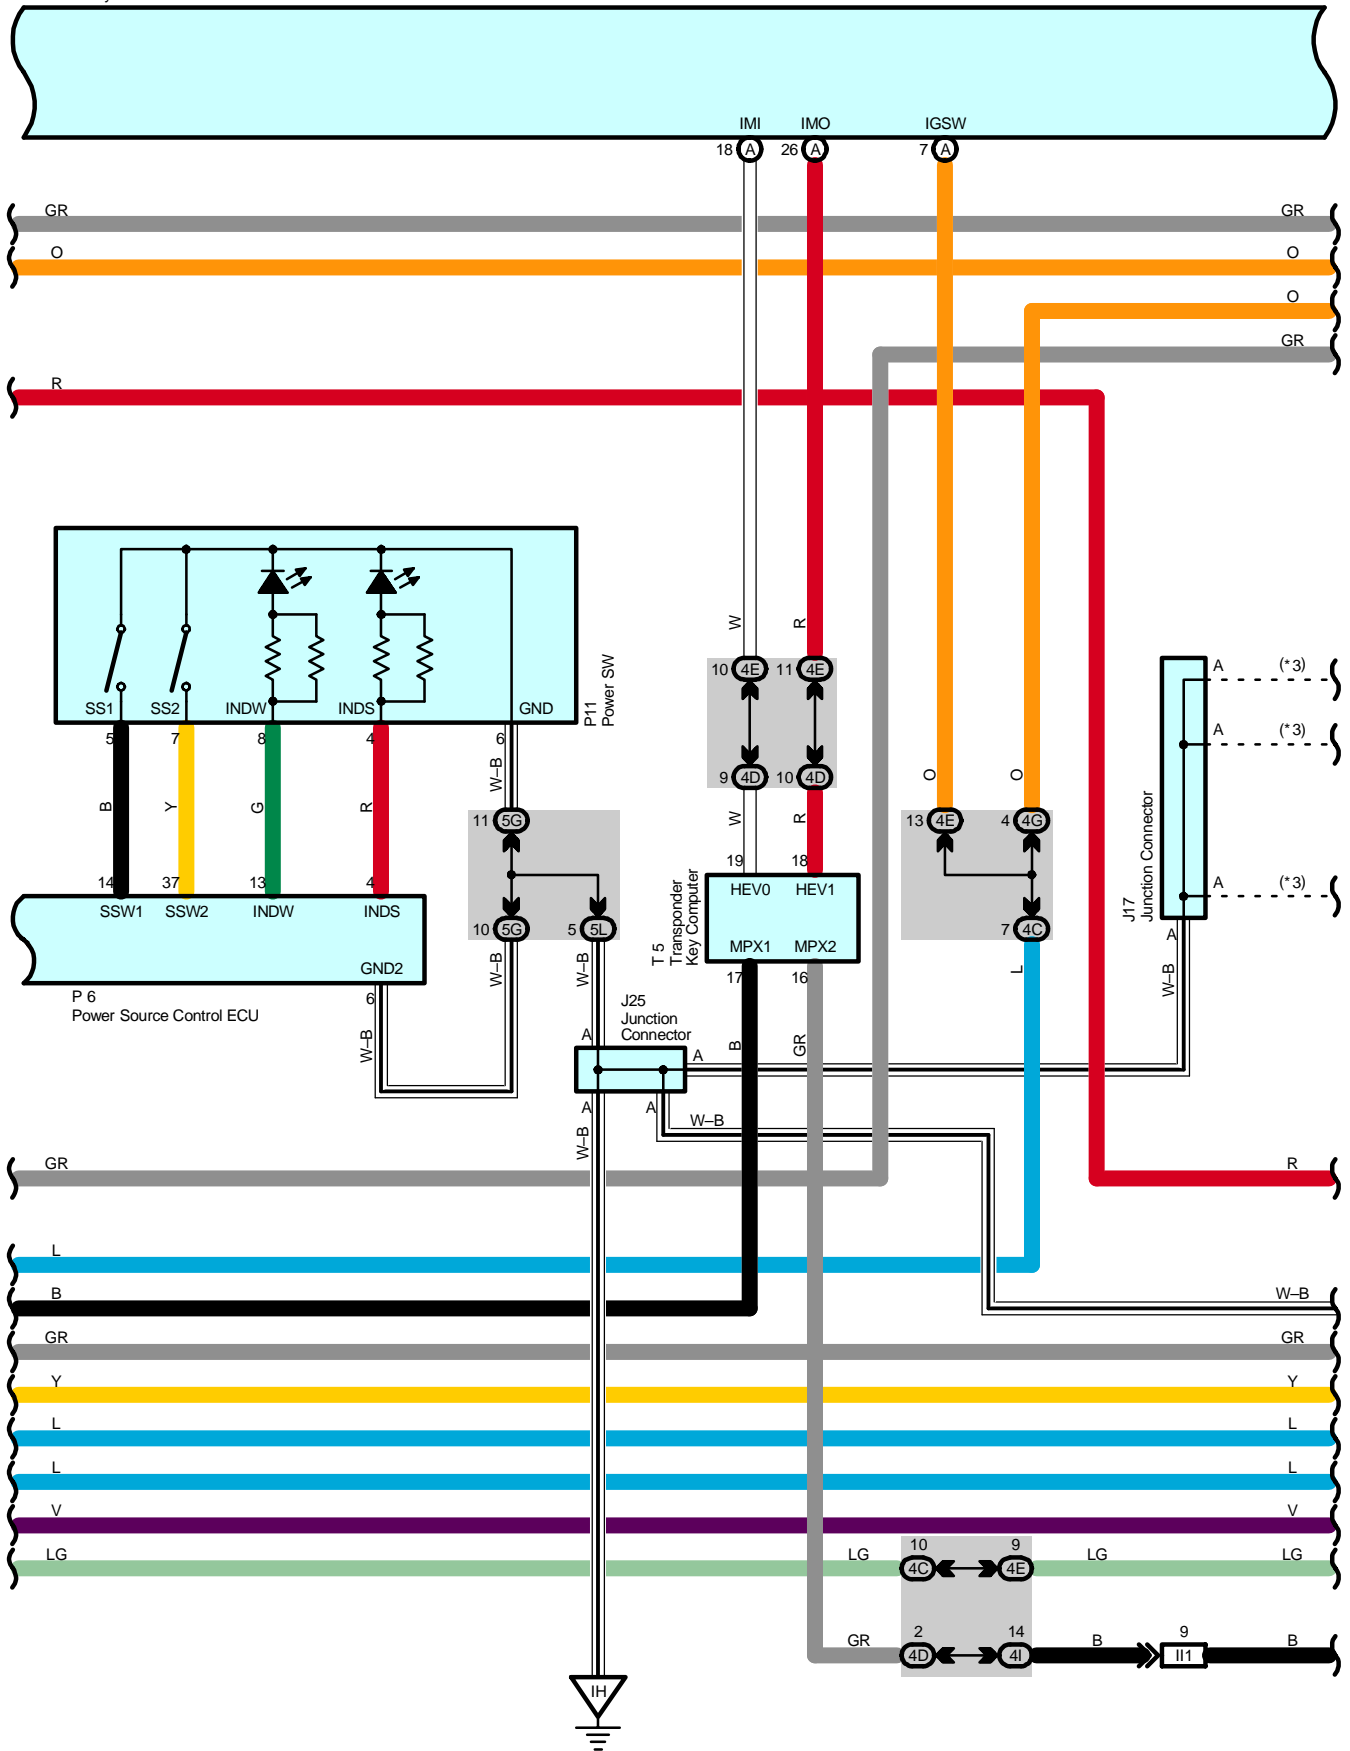 IMI IMO IGSW
18 A 26 A 7 A
GR GR
O O
O
GR
R
W R
10 4E 11 4E
A (*3)
SS1 SS2 INDW INDS GND
P11
Power SW
A (*3)
5 7 8 4 6
W–B
9 4D 10 4D
O O
B Y G R
11 5G
W R
13 4E 4 4G
J17
Junction Connector
14 37 13 4
19 18
SSW1 SSW2 INDW INDS
HEV0 HEV1
A (*3)
10 5G 5 5L
T 5
Transponder
Key Computer
7 4C
MPX1 MPX2
A
GND2
17 16
W–B W–B L W–B
6
P 6
Power Source Control ECU
J25
Junction
Connector
W–B
A A
B GR
A A
W–B
W–B
GR R
L
B W–B
GR GR
Y Y
L L
L L
V V
10 9
LG LG LG LG
4C 4E
2 14 9
GR B B
4D 4I II1
IH